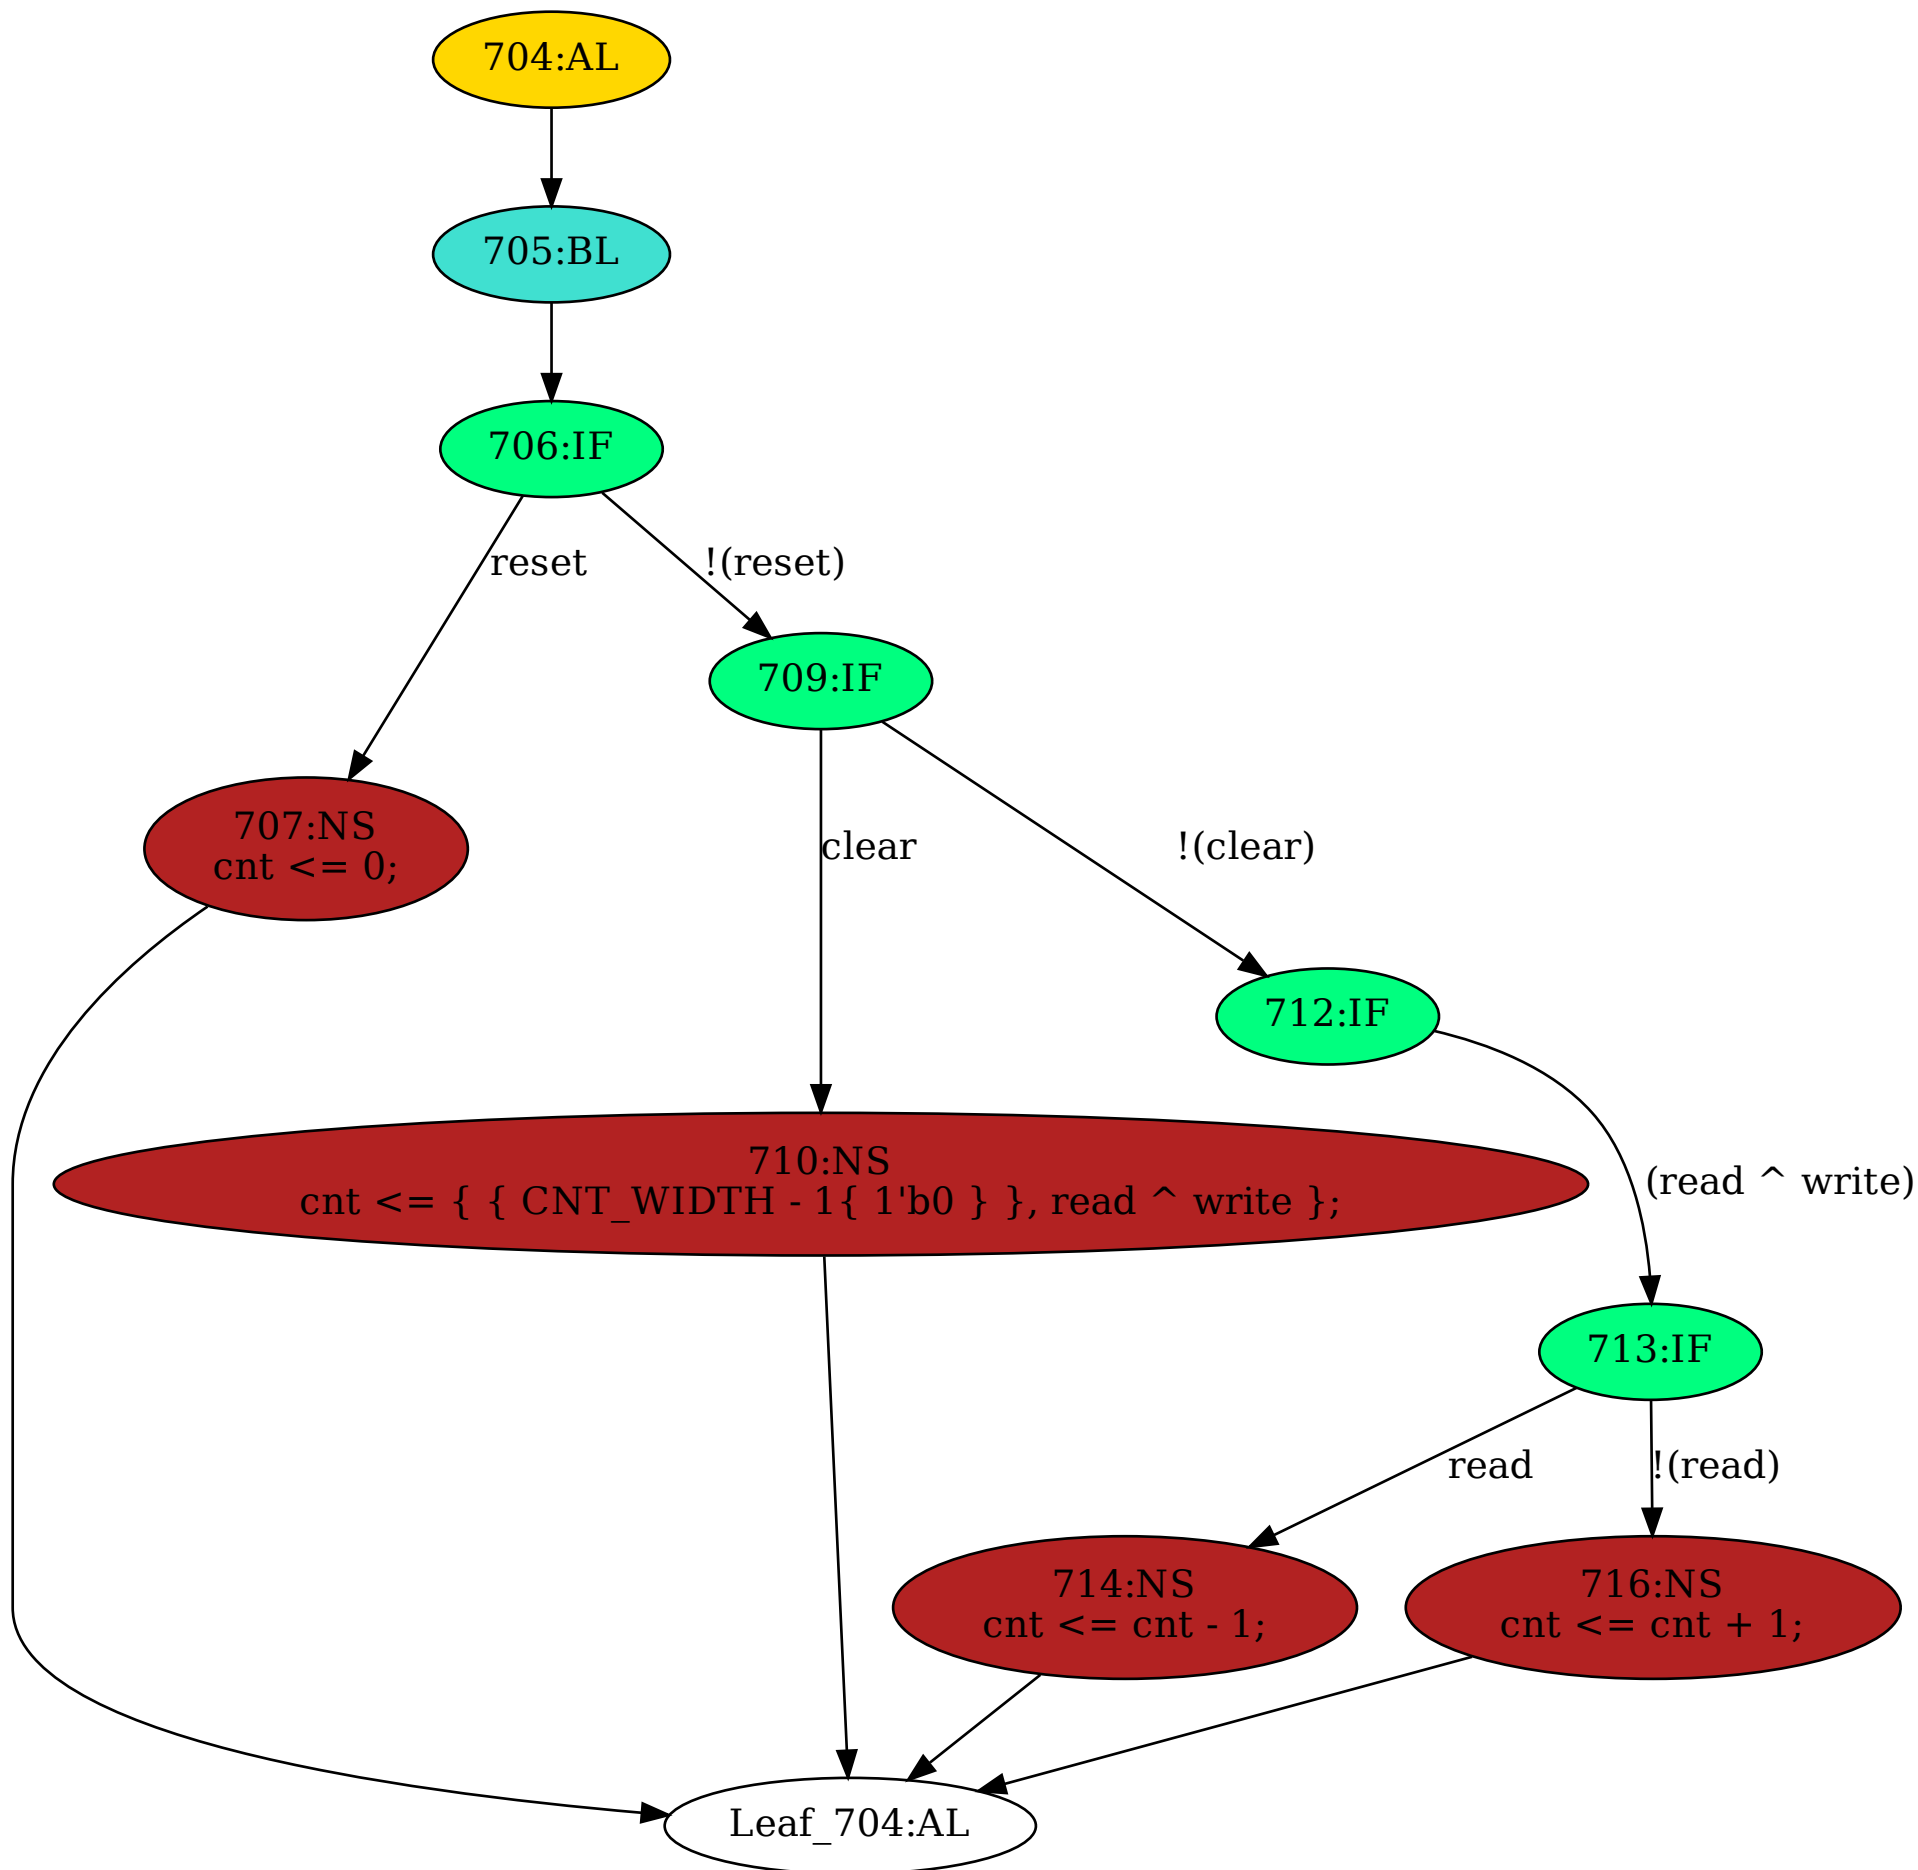 704:AL
705:BL
706:IF
reset
!(reset)
709:IF
707:NS
cnt <= 0;
clear
!(clear)
712:IF
710:NS
cnt <= { { CNT_WIDTH - 1{ 1'b0 } }, read ^ write };
(read ^ write)
713:IF
read
!(read)
714:NS
cnt <= cnt - 1;
716:NS
cnt <= cnt + 1;
Leaf_704:AL